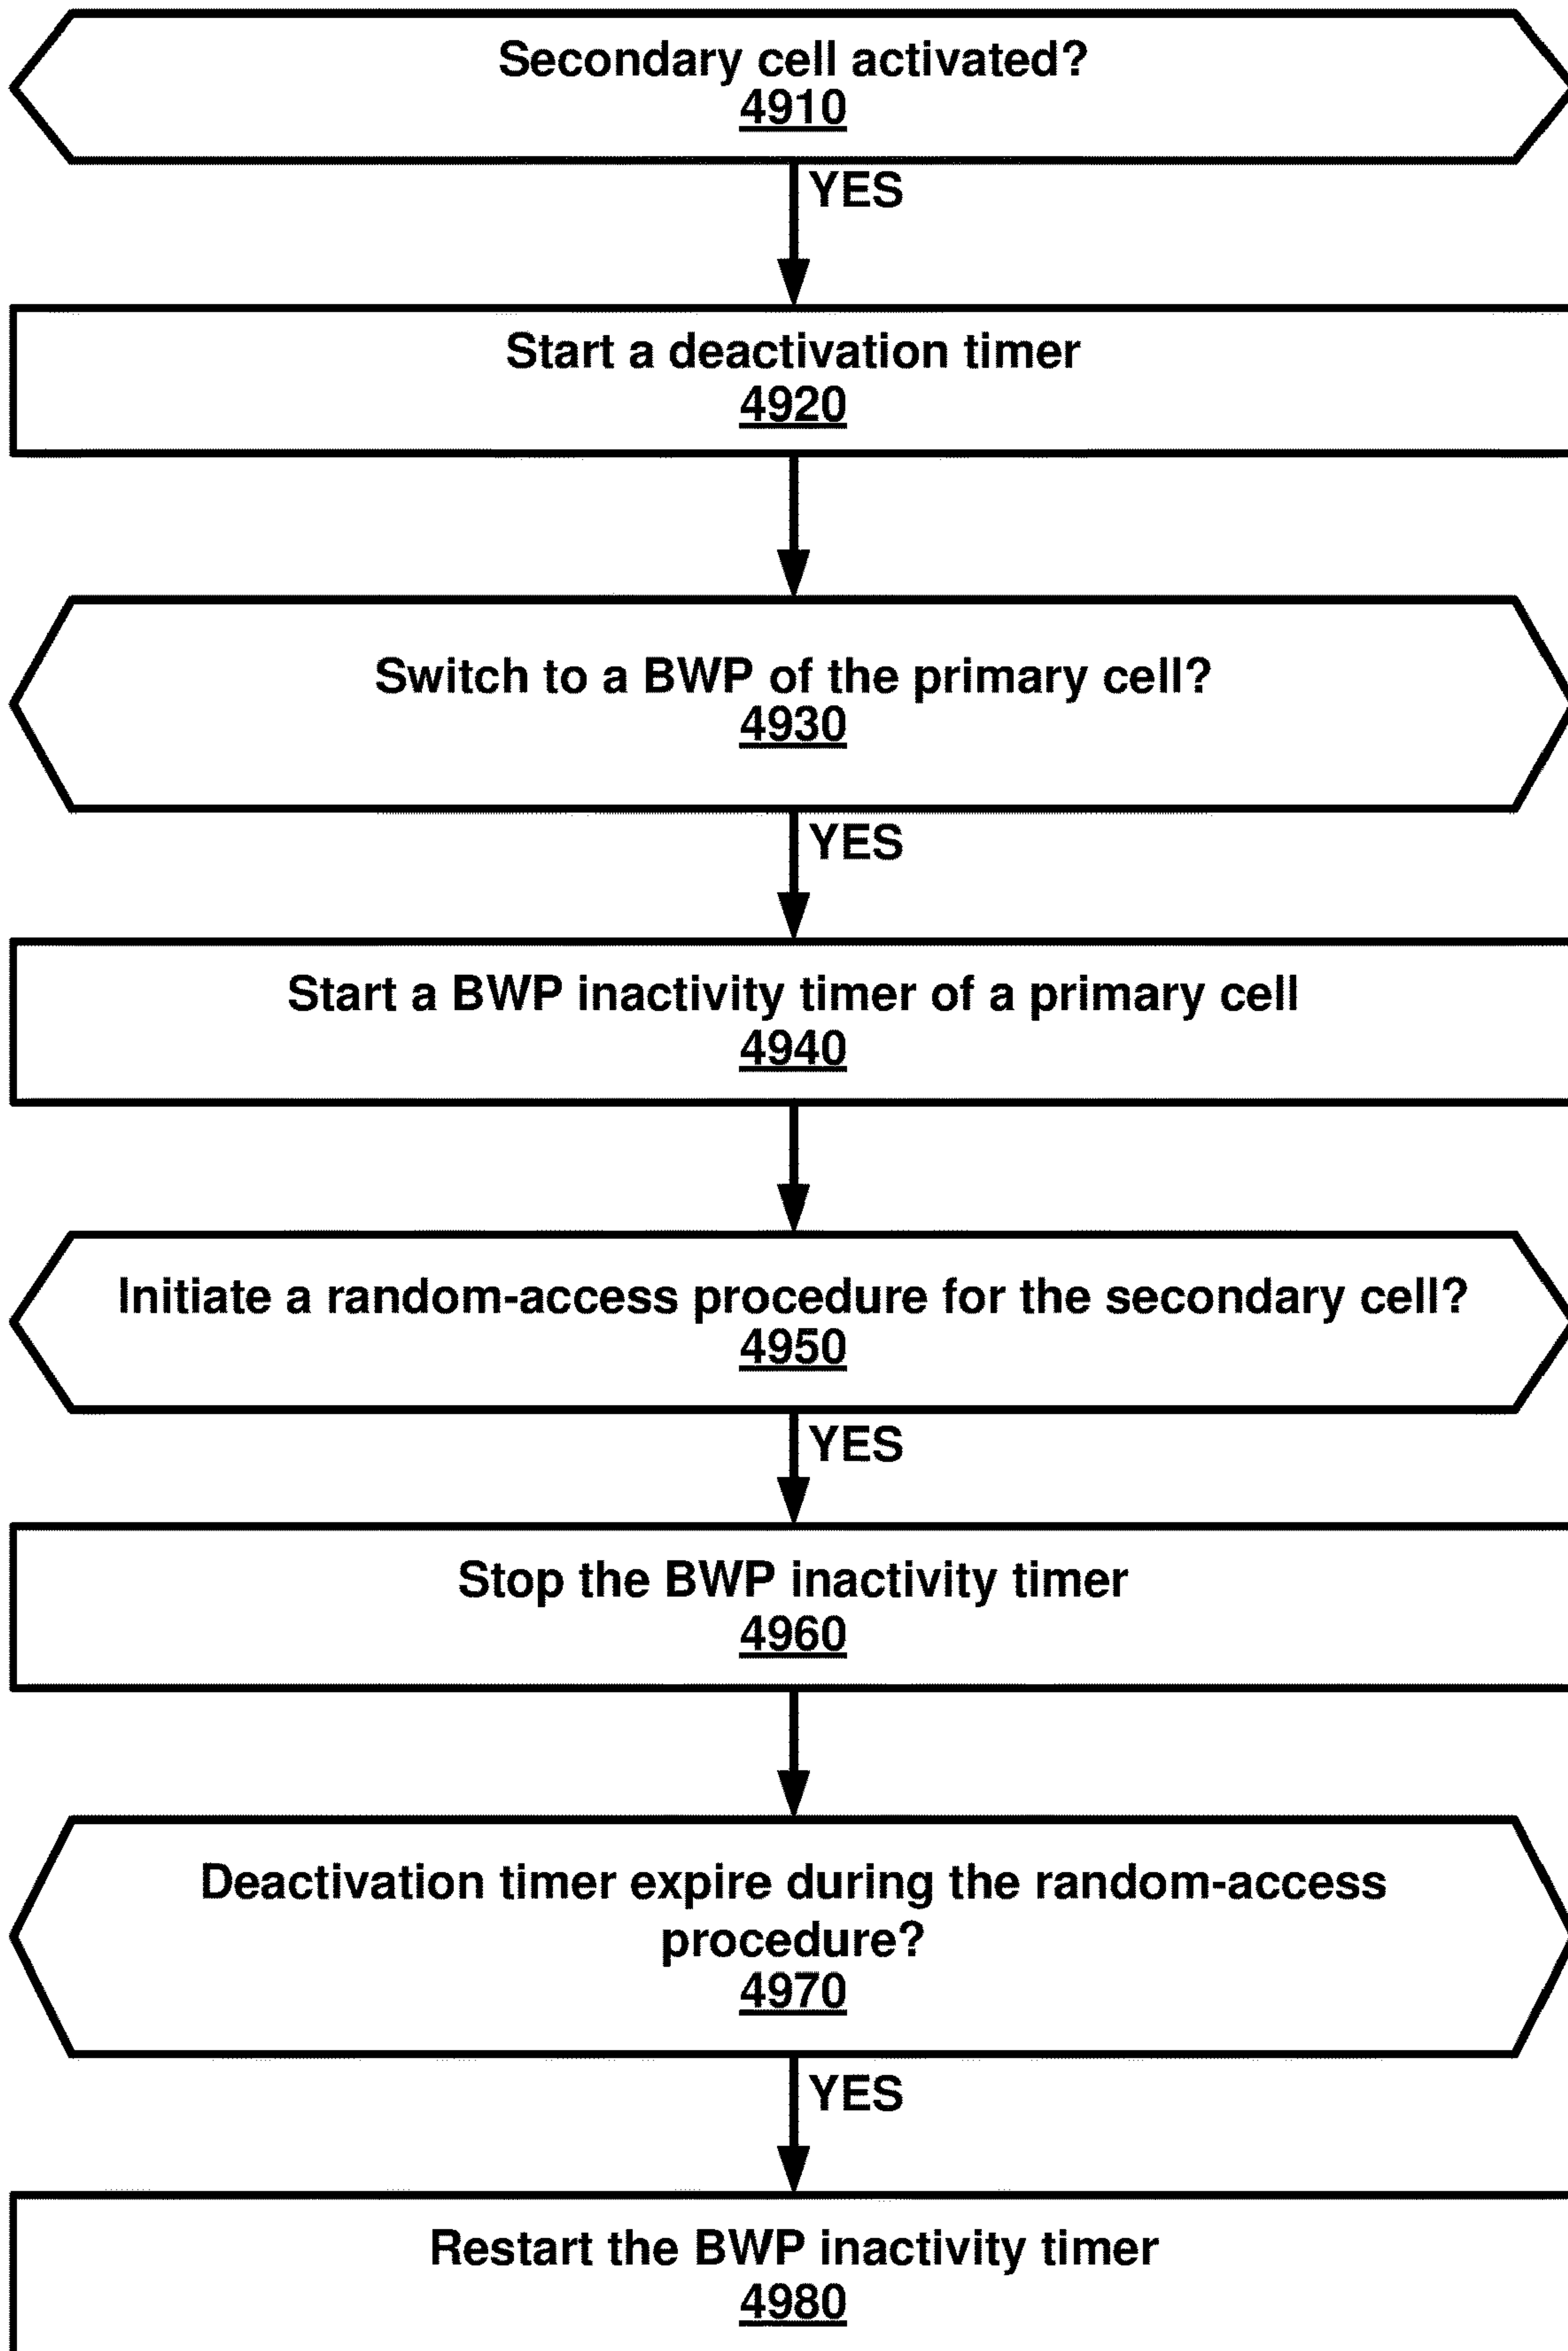 Secondary cell activated?
4910
YES
Start a deactivation timer
4920
Switch to a BWP of the primary cell?
4930
YES
Start a BWP inactivity timer of a primary cell
4940
Initiate a random-access procedure for the secondary cell?
4950
YES
Stop the BWP inactivity timer
4960
Deactivation timer expire during the random-access
procedure?
4970
YES
Restart the BWP inactivity timer
4980